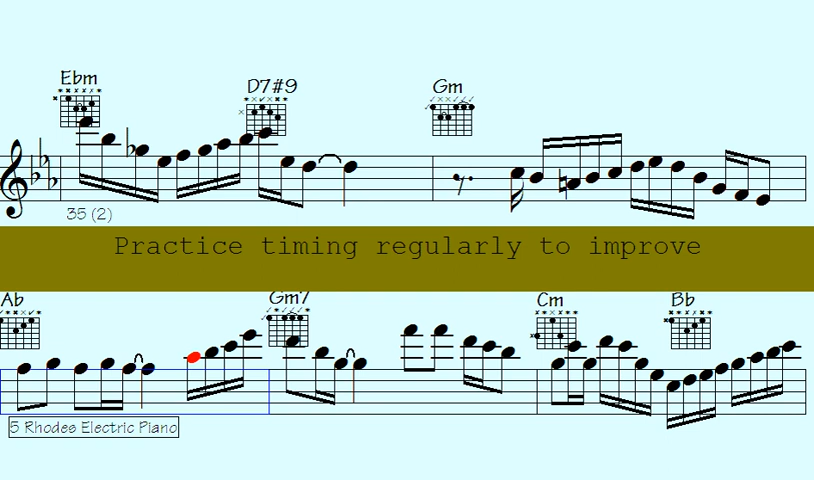 Ebm D7#9 Gm
35 (2)
Practice timing regularly to improve
Ab Gm7 Cm Bb
5 Rhodes Electric Piano